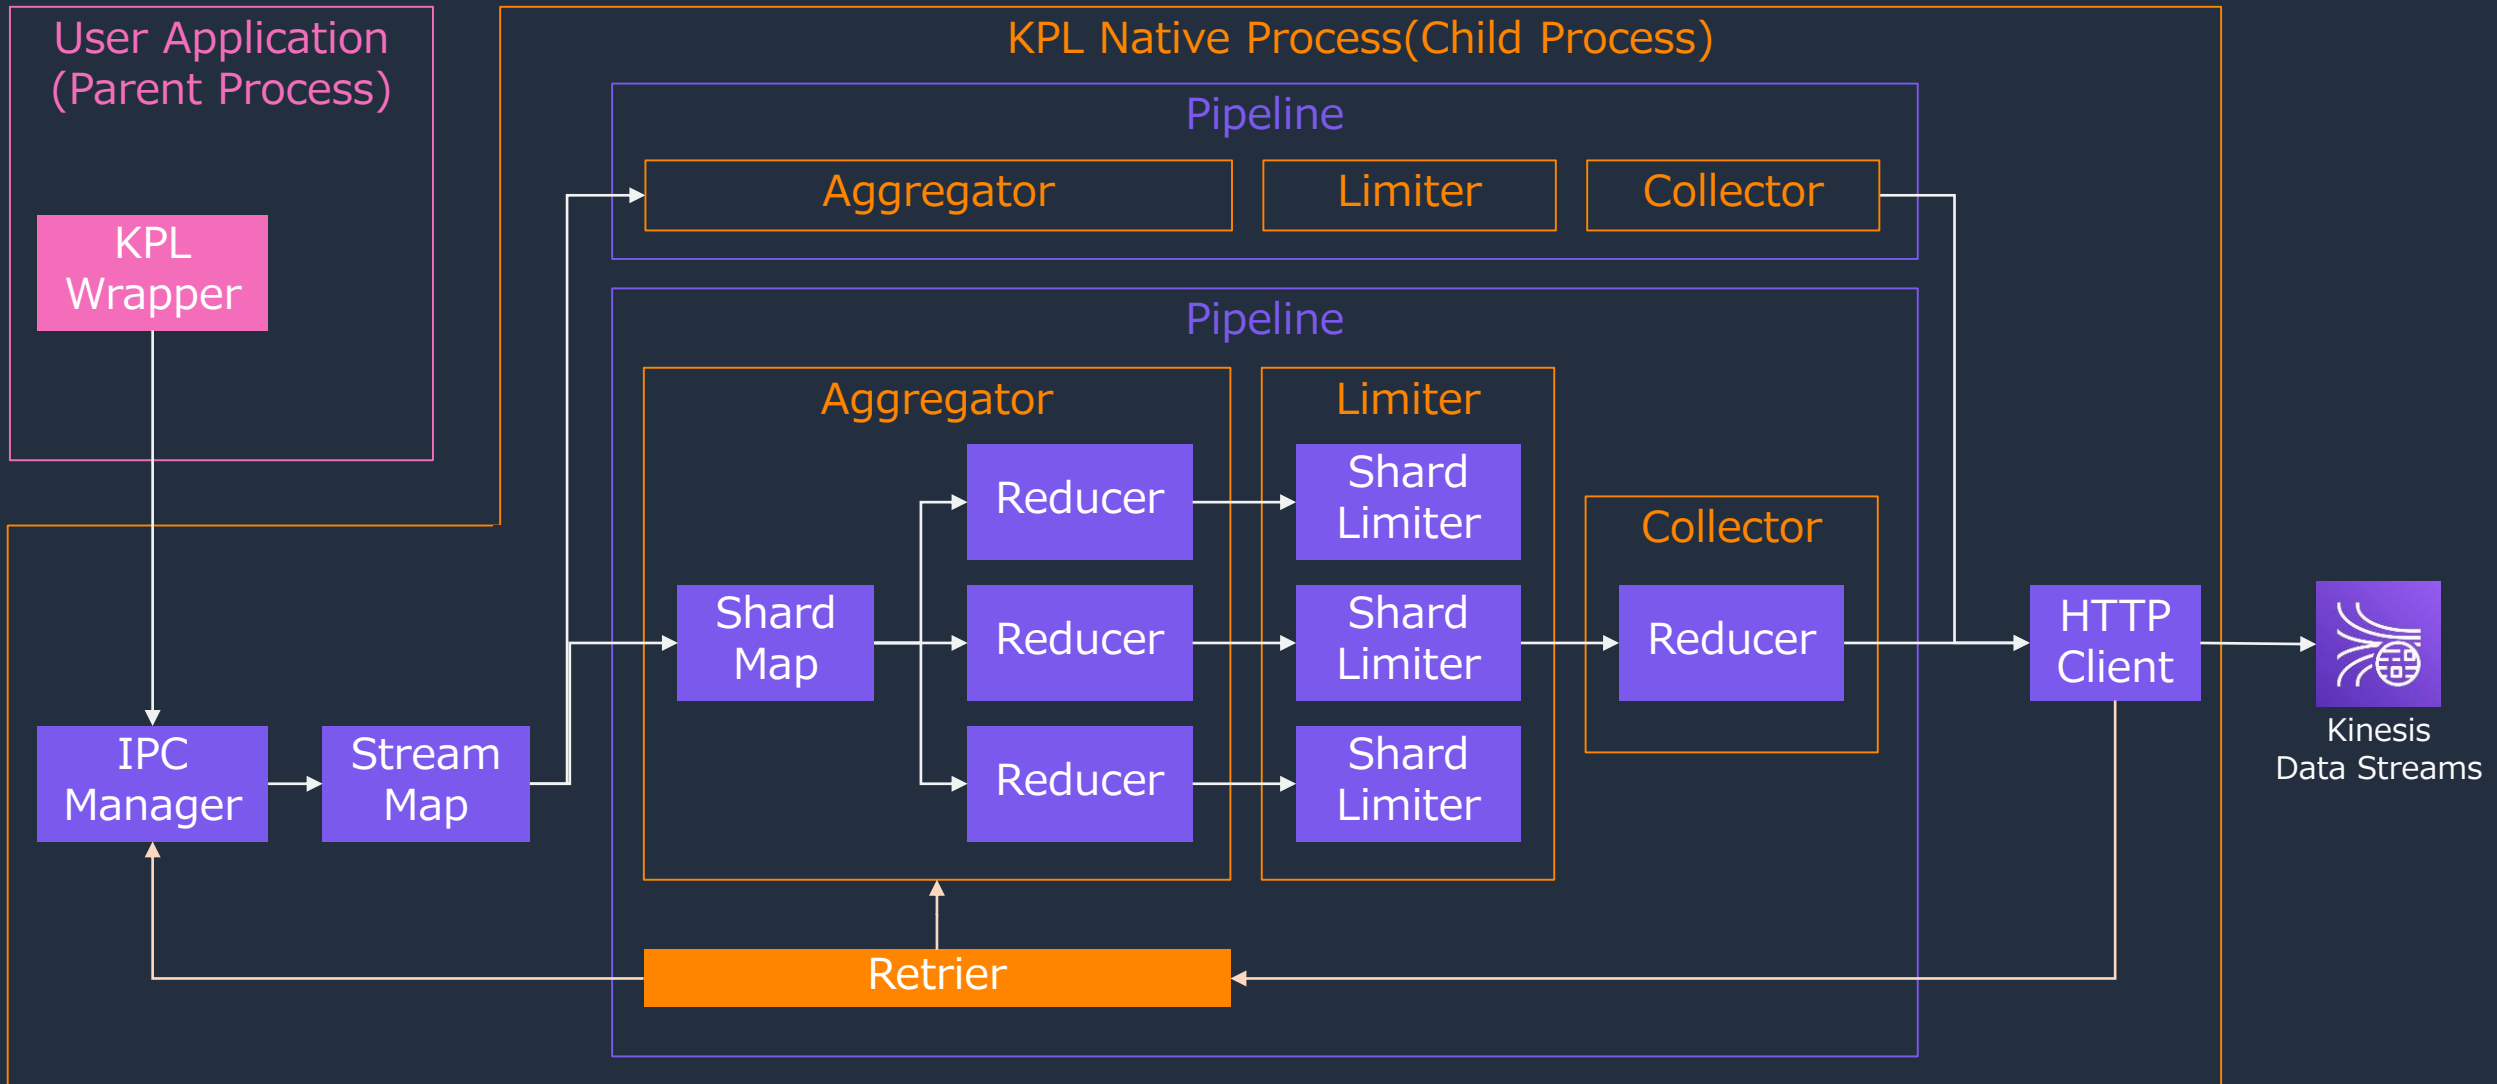 User Application
(Parent Process)
KPL
Wrapper
KPL Native Process(Child Process)
Pipeline
Aggregator
Limiter
Collector
Pipeline
Aggregator
Limiter
Collector
Shard
Map
Reducer
Reducer
Reducer
Shard
Limiter
Shard
Limiter
Shard
Limiter
Reducer
HTTP
Client
Kinesis
Data Streams
IPC
Manager
Stream
Map
Retrier